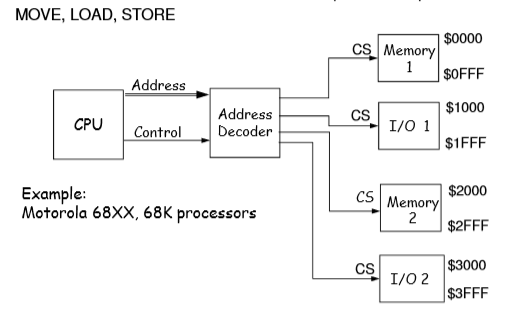 MOVE, LOAD, STORE
CPU
Address
Control
Address
Decoder
CS
Memory
1
$0000
$0FFF
CS
I/O 1
$1000
$1FFF
CS
Memory
2
$2000
$2FFF
CS
I/O 2
$3000
$3FFF
Example:
Motorola 68XX, 68K processors